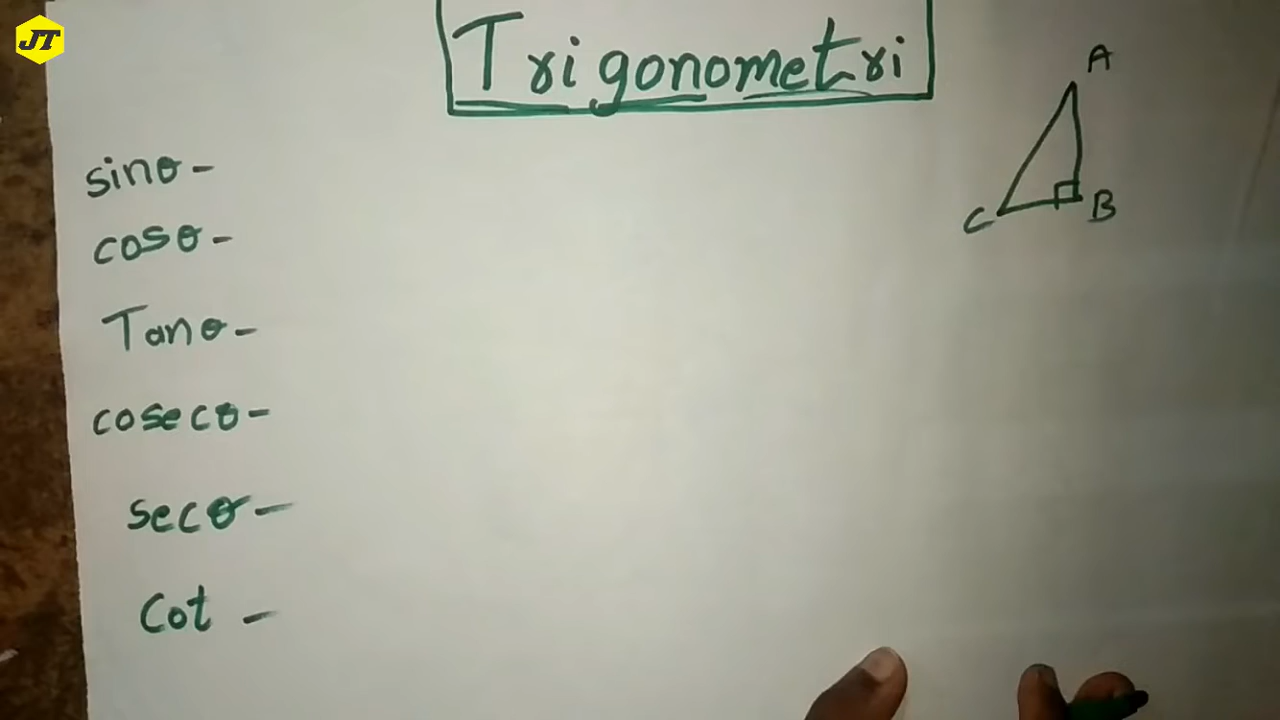 JT
Trigonometri
A
C
B
sinθ-
cosθ-
Tanθ-
cosecθ-
secθ-
Cot -